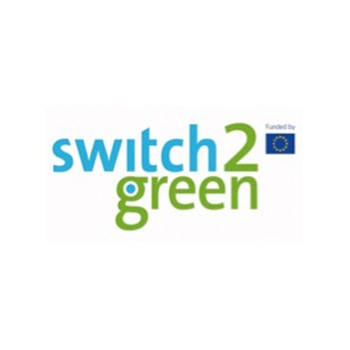 Funded by
switch2
green